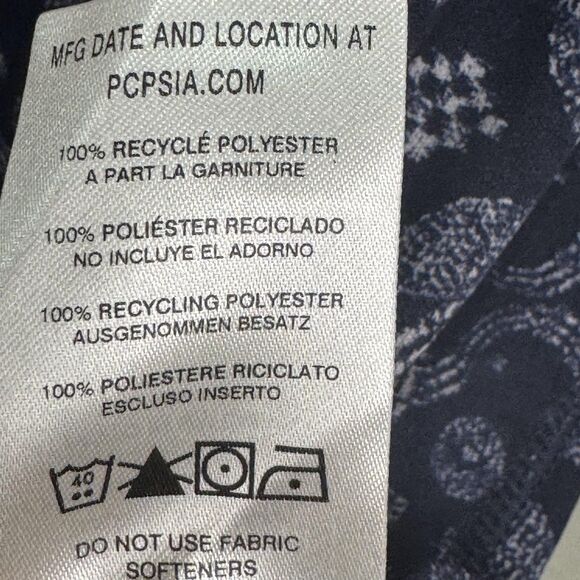 MFG DATE AND LOCATION AT
PCPSIA.COM
100% RECYCLÉ POLYESTER
A PART LA GARNITURE
100% POLIÉSTER RECICLADO
NO INCLUYE EL ADORNO
100% RECYCLING POLYESTER
AUSGENOMMEN BESATZ
100% POLIESTERE RICICLATO
ESCLUSO INSERTO
40
DO NOT USE FABRIC
SOFTENERS